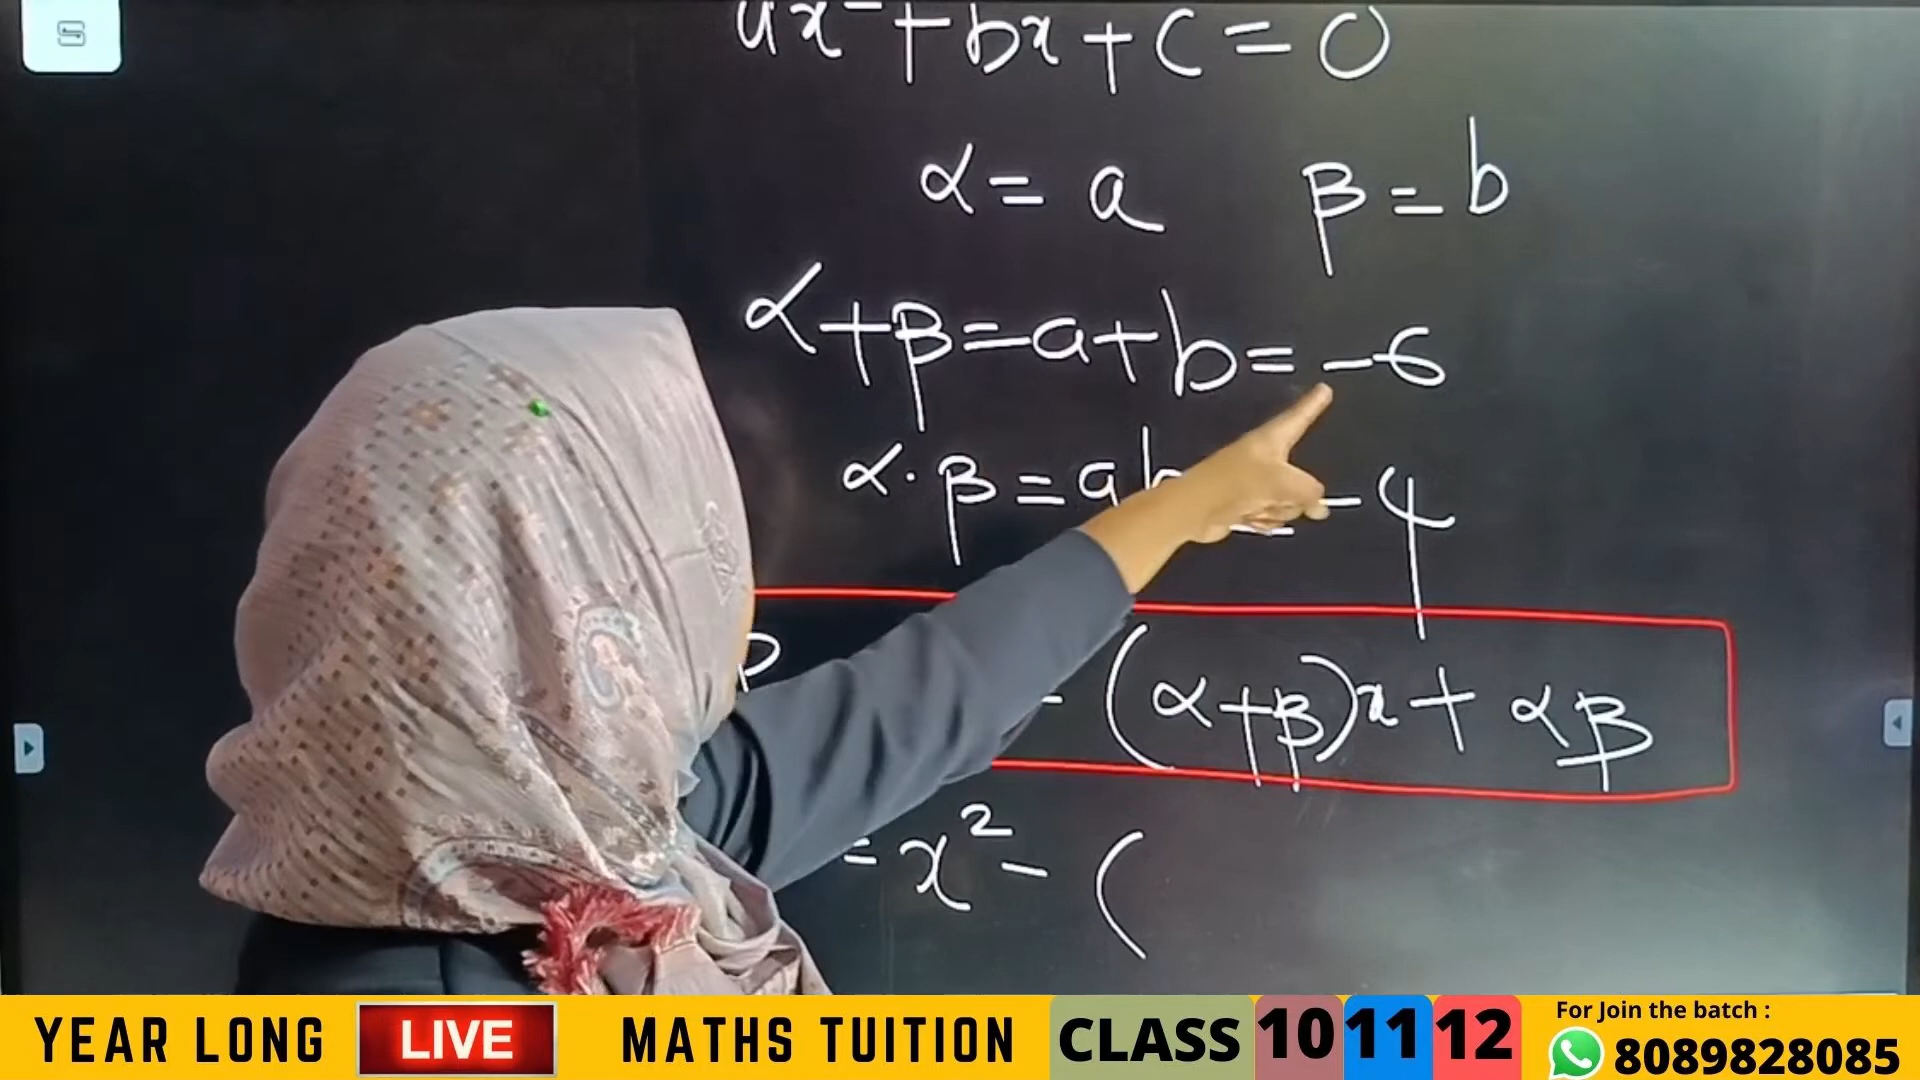 ax²+bx+c=0
α= a β=b
α+β=a+b=-6
α·β=ab = -4
P - (α+β)x+ αβ
= x²- (
YEAR LONG LIVE MATHS TUITION CLASS 10 11 12
For Join the batch :
8089828085